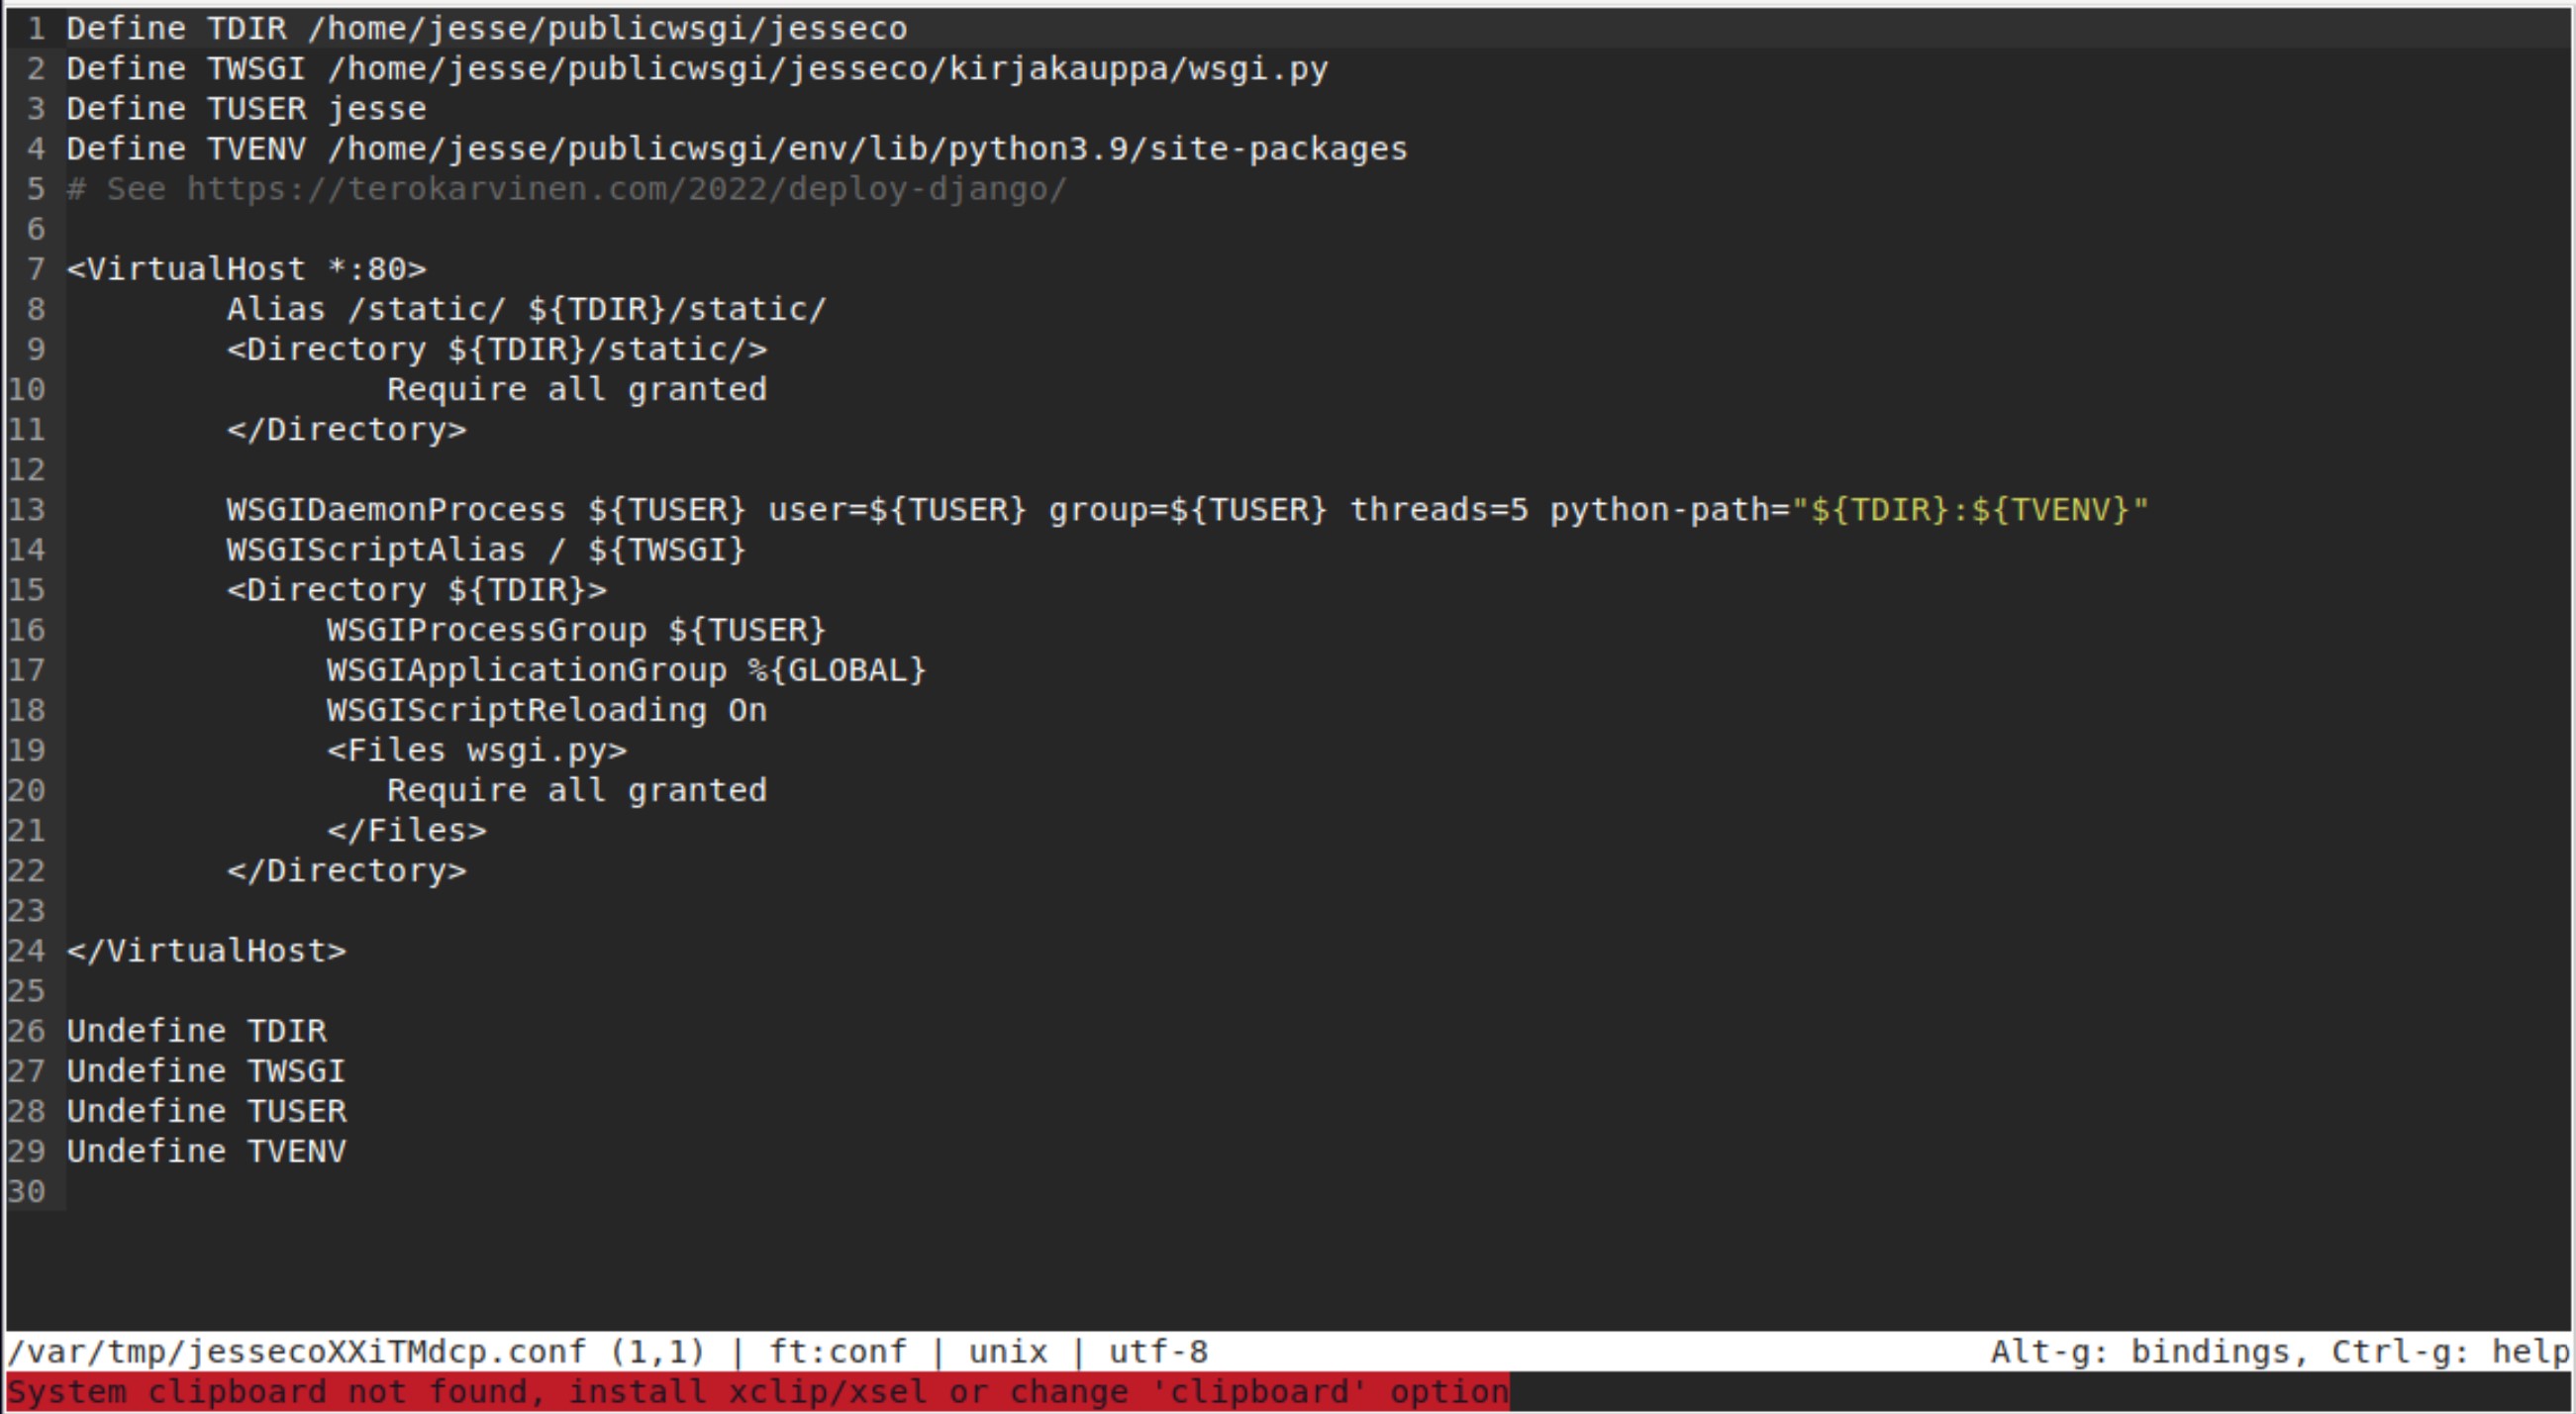 1 Define TDIR /home/jesse/publicwsgi/jesseco
2 Define TWSGI /home/jesse/publicwsgi/jesseco/kirjakauppa/wsgi.py
3 Define TUSER jesse
4 Define TVENV /home/jesse/publicwsgi/env/lib/python3.9/site-packages
5 # See https://terokarvinen.com/2022/deploy-django/
6
7 <VirtualHost *:80>
8         Alias /static/ ${TDIR}/static/
9         <Directory ${TDIR}/static/>
10                 Require all granted
11         </Directory>
12
13         WSGIDaemonProcess ${TUSER} user=${TUSER} group=${TUSER} threads=5 python-path="${TDIR}:${TVENV}"
14         WSGIScriptAlias / ${TWSGI}
15         <Directory ${TDIR}>
16              WSGIProcessGroup ${TUSER}
17              WSGIApplicationGroup %{GLOBAL}
18              WSGIScriptReloading On
19              <Files wsgi.py>
20                 Require all granted
21              </Files>
22         </Directory>
23
24 </VirtualHost>
25
26 Undefine TDIR
27 Undefine TWSGI
28 Undefine TUSER
29 Undefine TVENV
30
/var/tmp/jessecoXXiTMdcp.conf (1,1) | ft:conf | unix | utf-8 Alt-g: bindings, Ctrl-g: help
System clipboard not found, install xclip/xsel or change 'clipboard' option